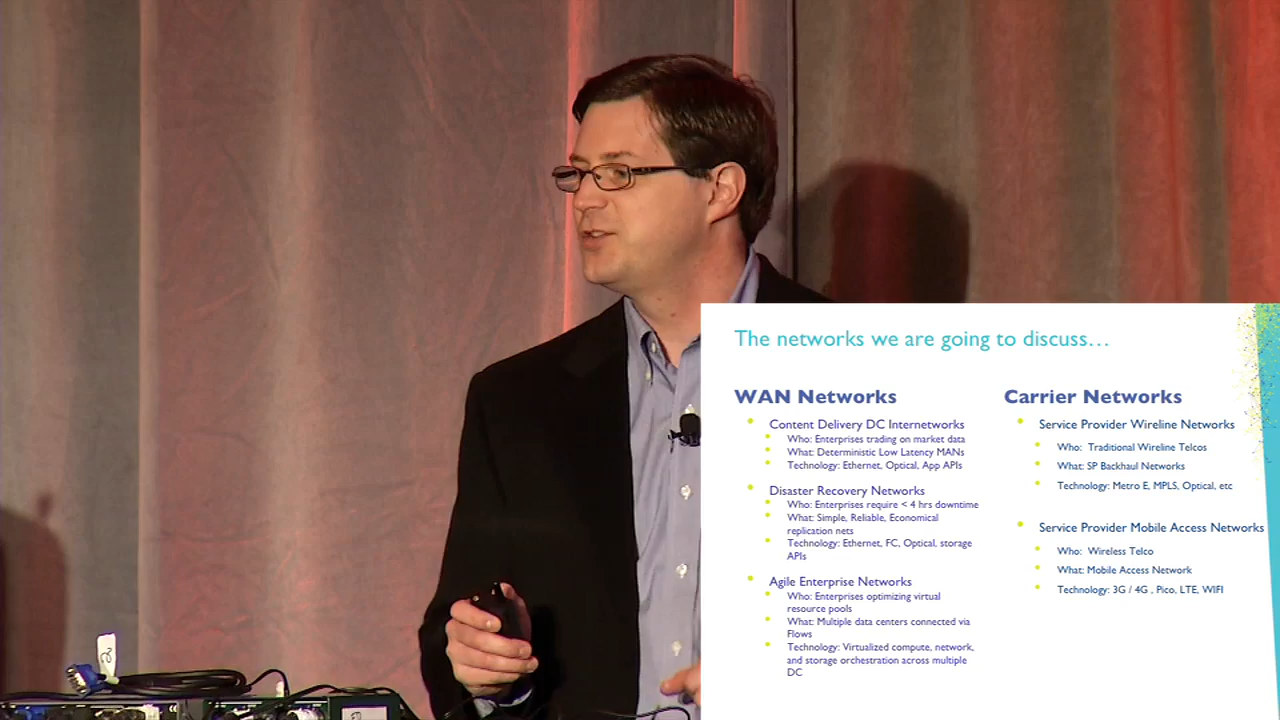 The networks we are going to discuss…
WAN Networks
Content Delivery DC Internetworks
Who: Enterprises trading on market data
What: Deterministic Low Latency MANs
Technology: Ethernet, Optical, App APIs
Disaster Recovery Networks
Who: Enterprises require < 4 hrs downtime
What: Simple, Reliable, Economical
replication nets
Technology: Ethernet, FC, Optical, storage
APIs
Agile Enterprise Networks
Who: Enterprises optimizing virtual
resource pools
What: Multiple data centers connected via
Flows
Technology: Virtualized compute, network,
and storage orchestration across multiple
DC
Carrier Networks
Service Provider Wireline Networks
Who: Traditional Wireline Telcos
What: SP Backhaul Networks
Technology: Metro E, MPLS, Optical, etc
Service Provider Mobile Access Networks
Who: Wireless Telco
What: Mobile Access Network
Technology: 3G / 4G , Pico, LTE, WIFI